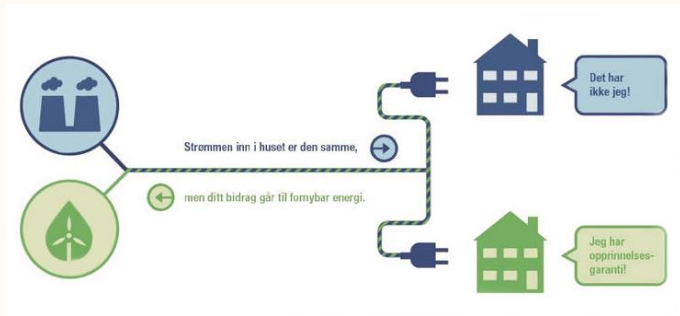 Det har
ikke jeg!
Strømmen inn i huset er den samme,
men ditt bidrag går til fornybar energi.
Jeg har
opprinnelses-
garanti!